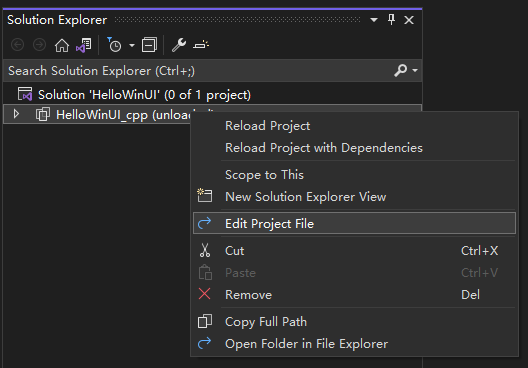 Solution Explorer
Search Solution Explorer (Ctrl+;)
Solution 'HelloWinUI' (0 of 1 project)
HelloWinUI_cpp
Reload Project
Reload Project with Dependencies
Scope to This
New Solution Explorer View
Edit Project File
Cut Ctrl+X
Paste Ctrl+V
Remove Del
Copy Full Path
Open Folder in File Explorer